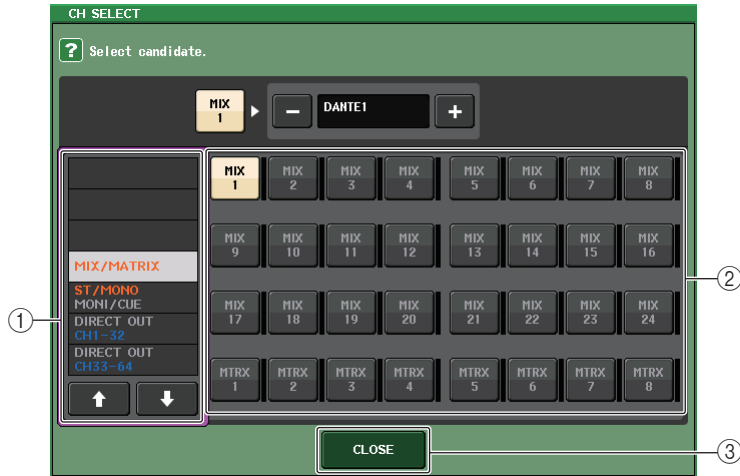 CH SELECT
? Select candidate.
MIX
1
−
DANTE1
+
MIX/MATRIX
ST/MONO
MONI/CUE
DIRECT OUT
CH1-32
DIRECT OUT
CH33-64
MIX
1
MIX
2
MIX
3
MIX
4
MIX
5
MIX
6
MIX
7
MIX
8
MIX
9
MIX
10
MIX
11
MIX
12
MIX
13
MIX
14
MIX
15
MIX
16
MIX
17
MIX
18
MIX
19
MIX
20
MIX
21
MIX
22
MIX
23
MIX
24
MTRX
1
MTRX
2
MTRX
3
MTRX
4
MTRX
5
MTRX
6
MTRX
7
MTRX
8
CLOSE
1
2
3